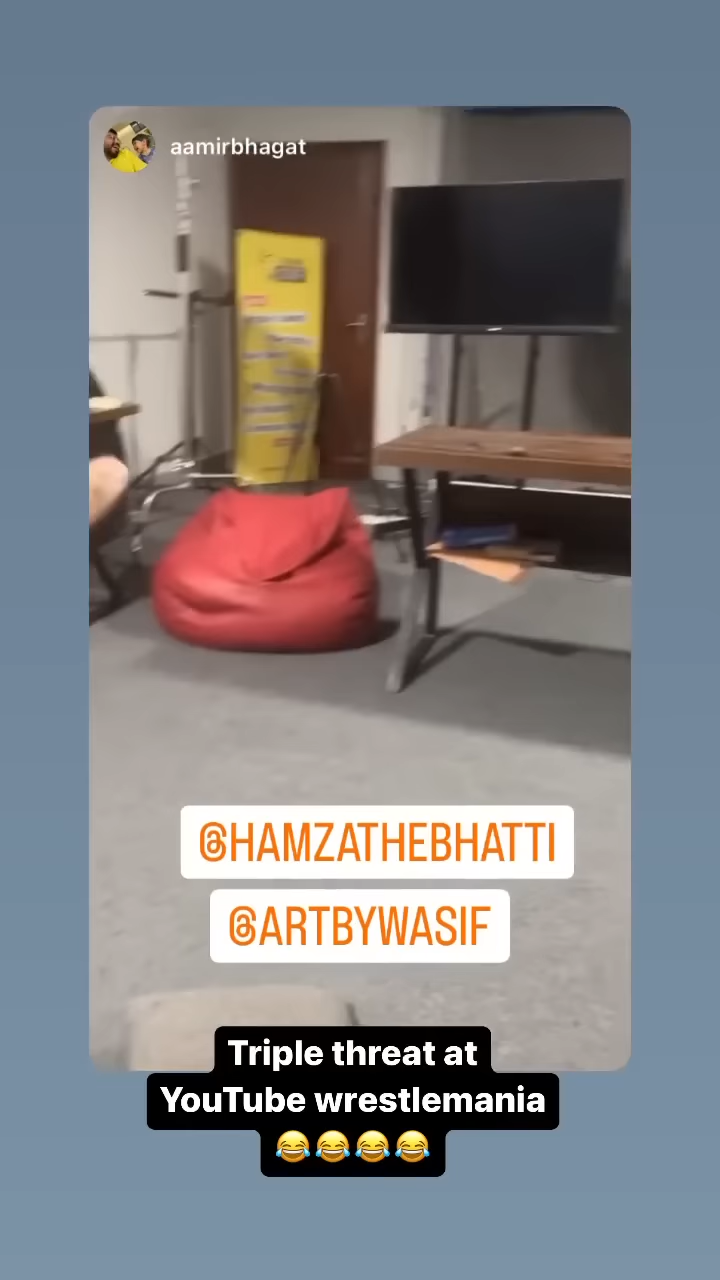 aamirbhagat
@HAMZATHEBHATTI
@ARTBYWASIF
Triple threat at
YouTube wrestlemania
😂😂😂😂